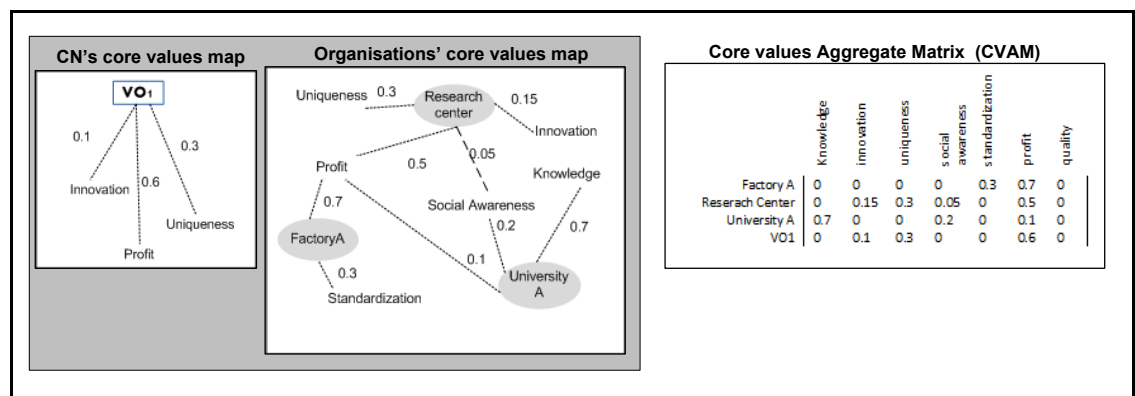 CN's core values map
VO1
0.1
0.3
0.6
Innovation
Uniqueness
Profit
Organisations' core values map
Uniqueness
0.3
Research
center
0.15
Innovation
0.05
0.5
Profit
Knowledge
0.7
Social Awareness
0.2
0.7
FactoryA
0.1
0.3
University
A
Standardization
Core values Aggregate Matrix (CVAM)
Knowledge
innovation
uniqueness
social
awareness
standardization
profit
quality
Factory A 0 0 0 0 0.3 0.7 0
Reserach Center 0 0.15 0.3 0.05 0 0.5 0
University A 0.7 0 0 0.2 0 0.1 0
VO1 0 0.1 0.3 0 0 0.6 0